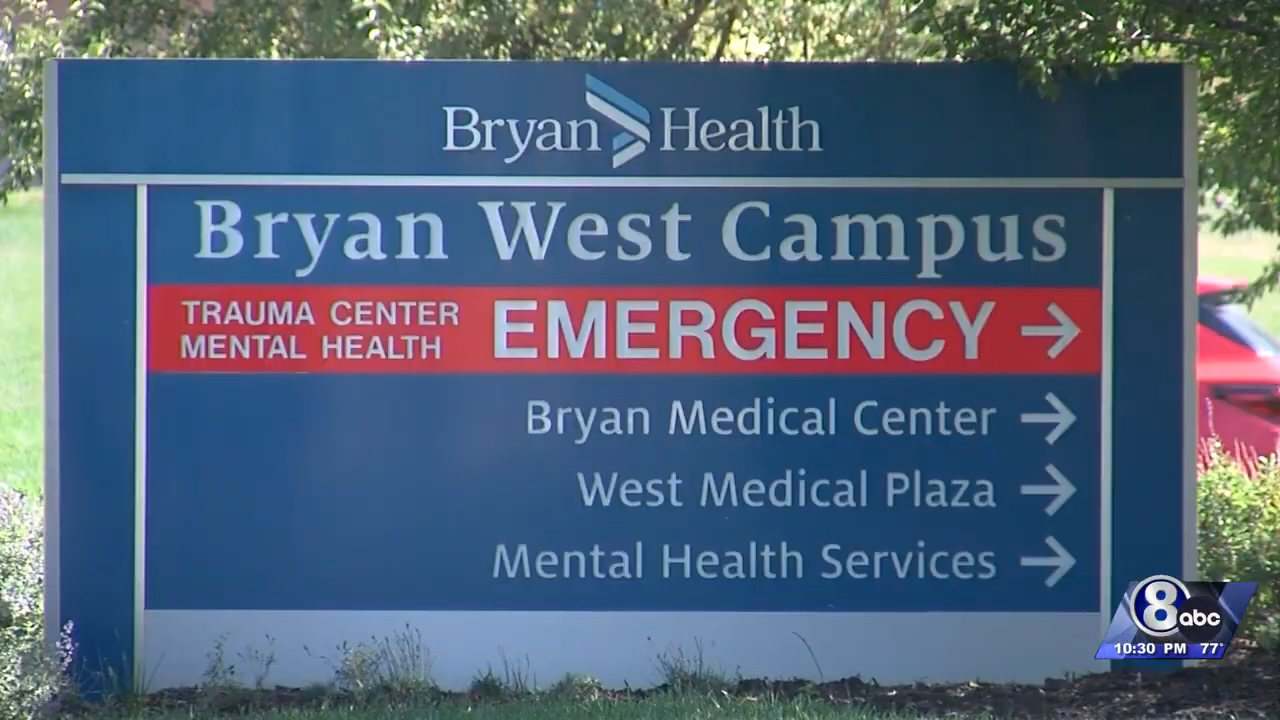 Bryan Health
Bryan West Campus
TRAUMA CENTER
MENTAL HEALTH
EMERGENCY →
Bryan Medical Center →
West Medical Plaza →
Mental Health Services →
8 abc
10:30 PM 77°